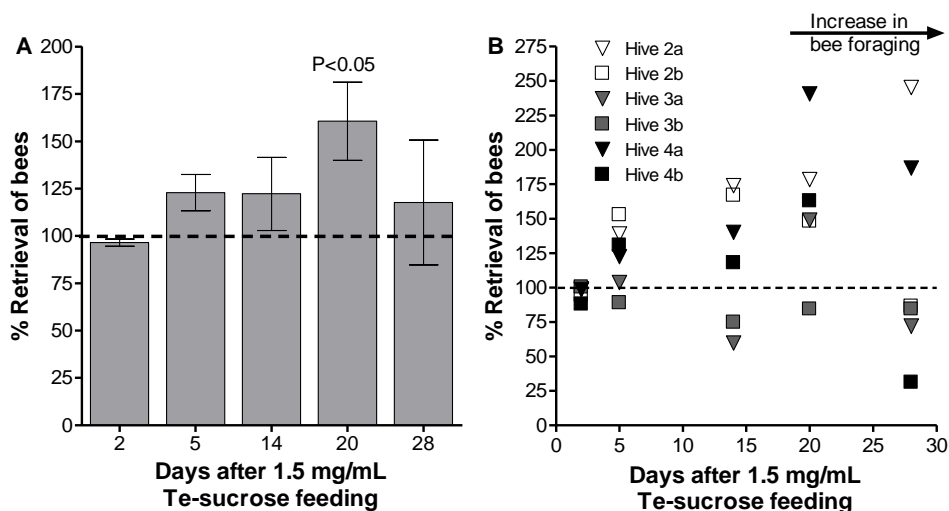 A
200
175
150
125
100
75
50
25
0
P<0.05
2 5 14 20 28
% Retrieval of bees
Days after 1.5 mg/mL
Te-sucrose feeding
B
Increase in
bee foraging
275
250
225
200
175
150
125
100
75
50
25
0
Hive 2a
Hive 2b
Hive 3a
Hive 3b
Hive 4a
Hive 4b
0 5 10 15 20 25 30
% Retrieval of bees
Days after 1.5 mg/mL
Te-sucrose feeding